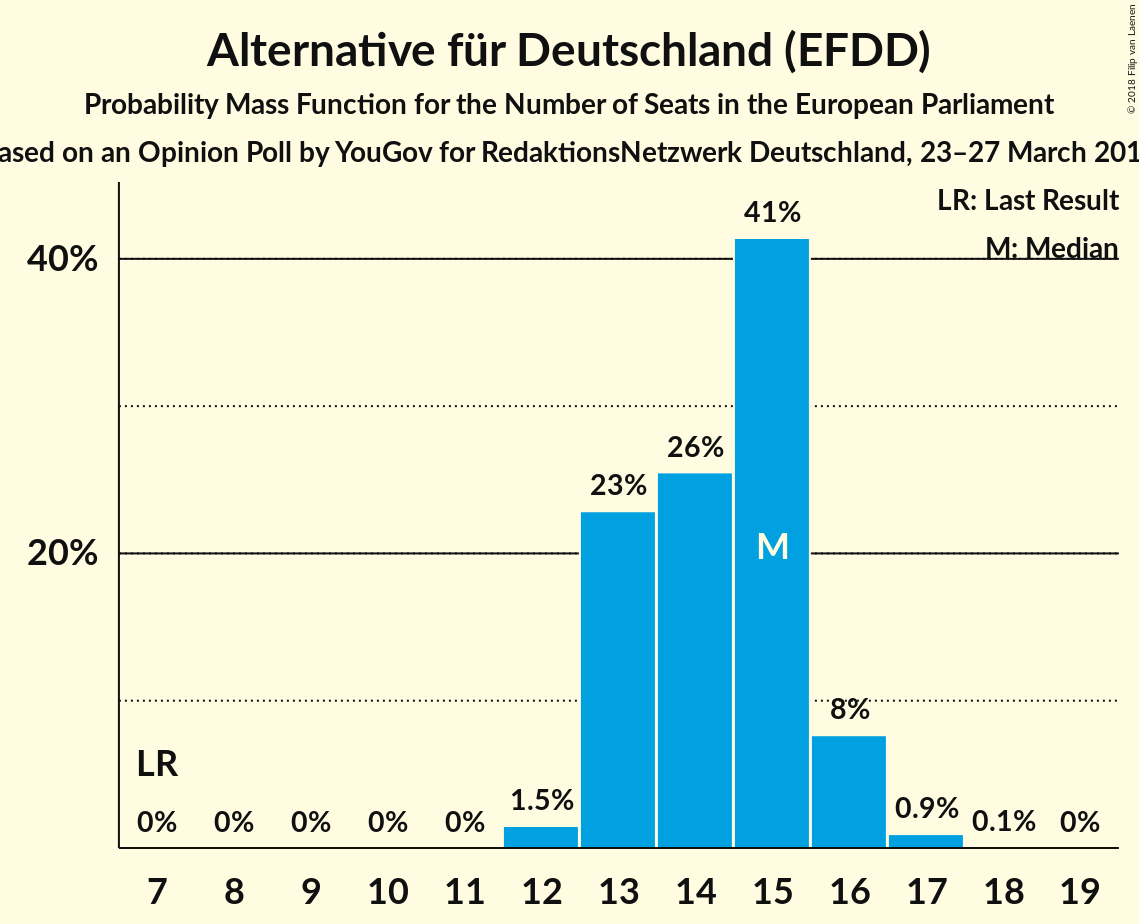 Alternative für Deutschland (EFDD)
Probability Mass Function for the Number of Seats in the European Parliament
ased on an Opinion Poll by YouGov for RedaktionsNetzwerk Deutschland, 23–27 March 201
© 2018 Filip van Laenen
LR: Last Result
M: Median
40%
20%
41%
26%
23%
M
8%
LR
1.5%
0.9%
0.1%
0%
0%
0%
0%
0%
0%
7 8 9 10 11 12 13 14 15 16 17 18 19